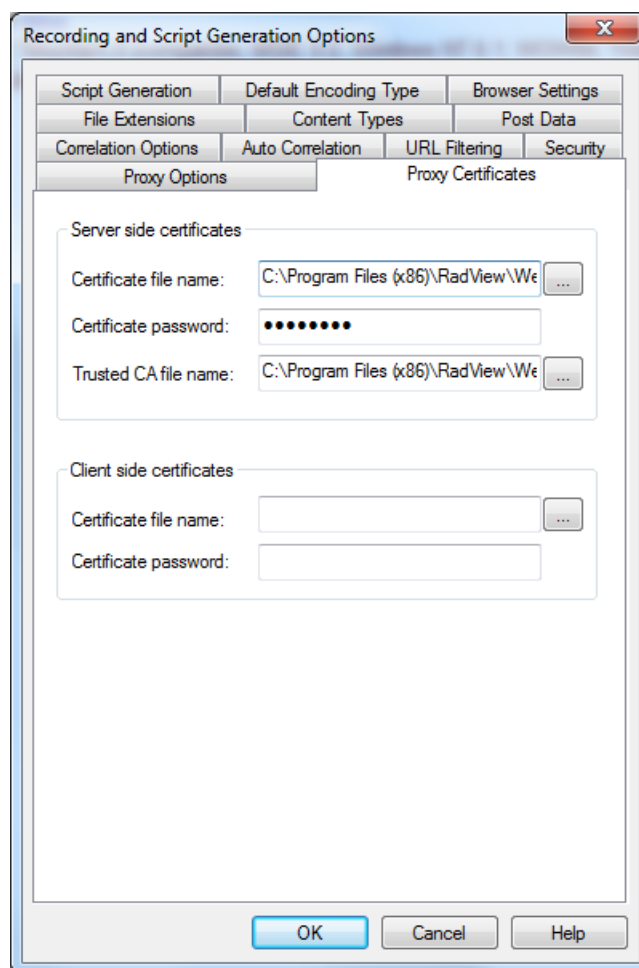 Recording and Script Generation Options
Script Generation Default Encoding Type Browser Settings
File Extensions Content Types Post Data
Correlation Options Auto Correlation URL Filtering Security
Proxy Options Proxy Certificates
Server side certificates
Certificate file name: C:\Program Files (x86)\RadView\We ...
Certificate password: ●●●●●●●●
Trusted CA file name: C:\Program Files (x86)\RadView\We ...
Client side certificates
Certificate file name: ...
Certificate password:
OK Cancel Help